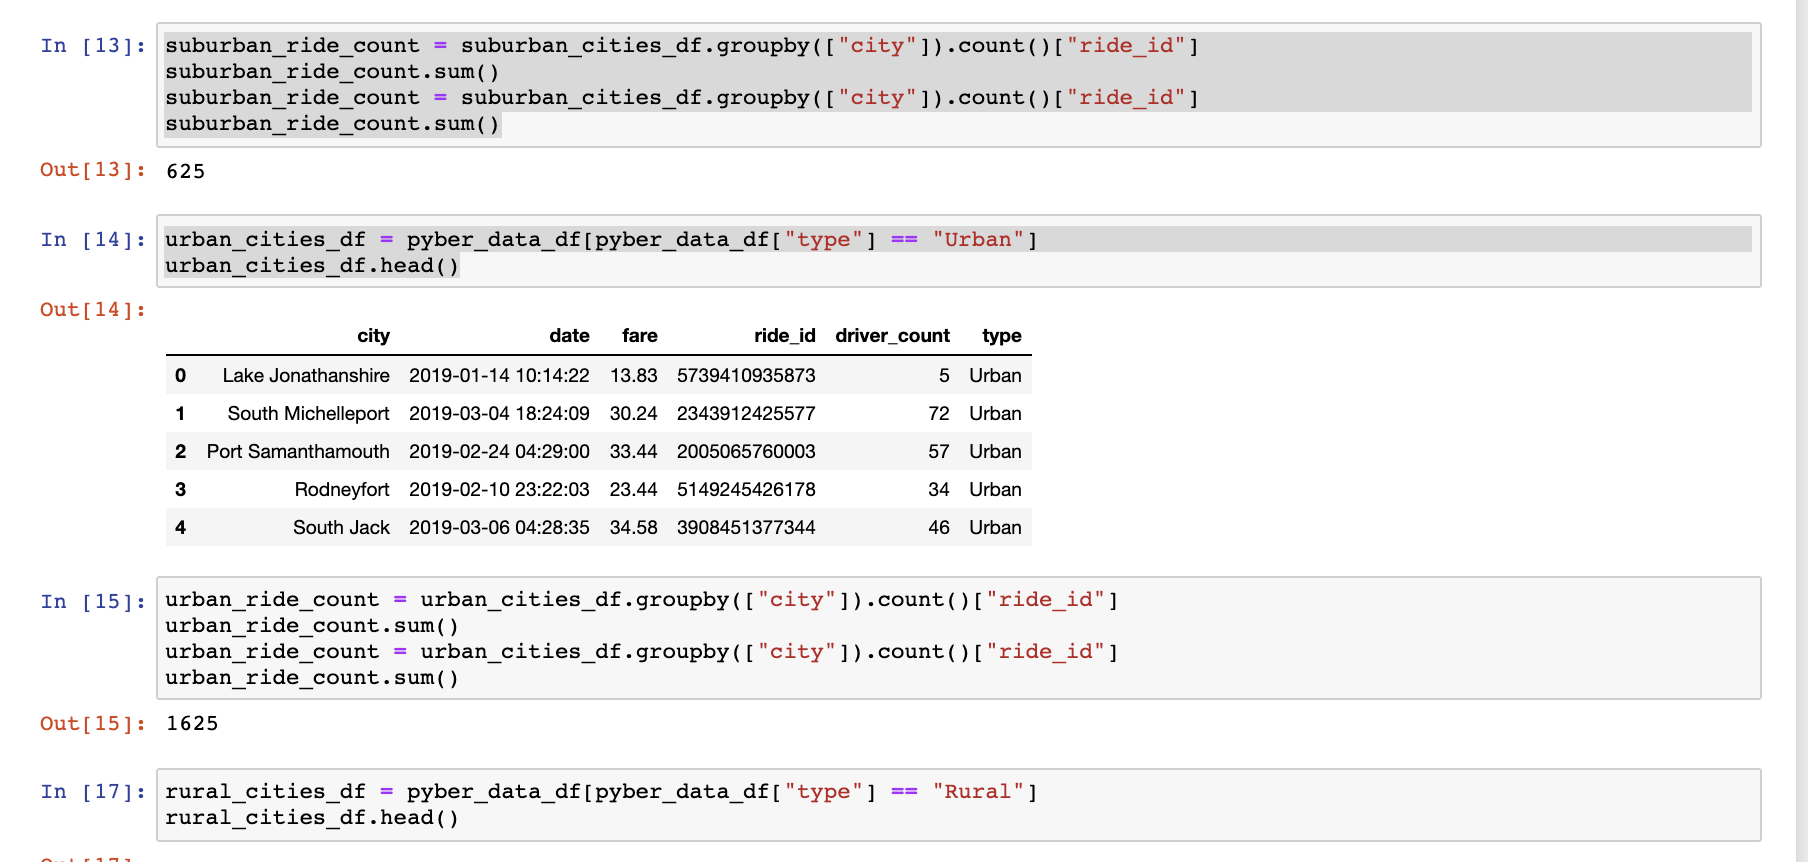 In [13]: suburban_ride_count = suburban_cities_df.groupby(["city"]).count()["ride_id"]
suburban_ride_count.sum()
suburban_ride_count = suburban_cities_df.groupby(["city"]).count()["ride_id"]
suburban_ride_count.sum()
Out[13]: 625
In [14]: urban_cities_df = pyber_data_df[pyber_data_df["type"] == "Urban"]
urban_cities_df.head()
Out[14]:
city date fare ride_id driver_count type
0 Lake Jonathanshire 2019-01-14 10:14:22 13.83 5739410935873 5 Urban
1 South Michelleport 2019-03-04 18:24:09 30.24 2343912425577 72 Urban
2 Port Samanthamouth 2019-02-24 04:29:00 33.44 2005065760003 57 Urban
3 Rodneyfort 2019-02-10 23:22:03 23.44 5149245426178 34 Urban
4 South Jack 2019-03-06 04:28:35 34.58 3908451377344 46 Urban
In [15]: urban_ride_count = urban_cities_df.groupby(["city"]).count()["ride_id"]
urban_ride_count.sum()
urban_ride_count = urban_cities_df.groupby(["city"]).count()["ride_id"]
urban_ride_count.sum()
Out[15]: 1625
In [17]: rural_cities_df = pyber_data_df[pyber_data_df["type"] == "Rural"]
rural_cities_df.head()